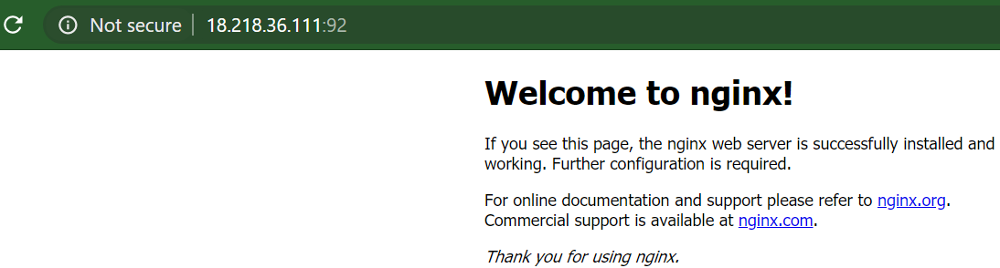 Not secure 18.218.36.111:92
Welcome to nginx!
If you see this page, the nginx web server is successfully installed and
working. Further configuration is required.
For online documentation and support please refer to nginx.org.
Commercial support is available at nginx.com.
Thank you for using nginx.